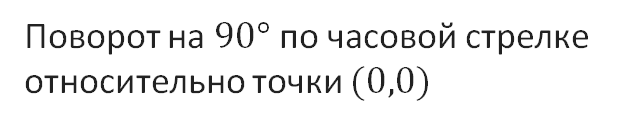 Поворот на 90° по часовой стрелке
относительно точки (0,0)